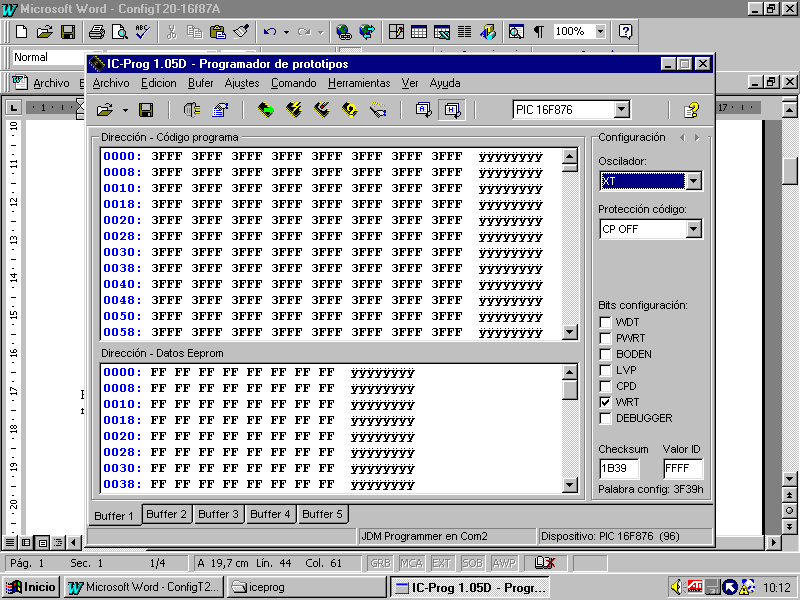 Microsoft Word - ConfigT20-16f87A
100%
Normal
Archivo
IC-Prog 1.05D - Programador de prototipos
Archivo Edicion Bufer Ajustes Comando Herramientas Ver Ayuda
PIC 16F876
Dirección - Código programa
0000: 3FFF 3FFF 3FFF 3FFF 3FFF 3FFF 3FFF 3FFF ÿÿÿÿÿÿÿÿ
0008: 3FFF 3FFF 3FFF 3FFF 3FFF 3FFF 3FFF 3FFF ÿÿÿÿÿÿÿÿ
0010: 3FFF 3FFF 3FFF 3FFF 3FFF 3FFF 3FFF 3FFF ÿÿÿÿÿÿÿÿ
0018: 3FFF 3FFF 3FFF 3FFF 3FFF 3FFF 3FFF 3FFF ÿÿÿÿÿÿÿÿ
0020: 3FFF 3FFF 3FFF 3FFF 3FFF 3FFF 3FFF 3FFF ÿÿÿÿÿÿÿÿ
0028: 3FFF 3FFF 3FFF 3FFF 3FFF 3FFF 3FFF 3FFF ÿÿÿÿÿÿÿÿ
0030: 3FFF 3FFF 3FFF 3FFF 3FFF 3FFF 3FFF 3FFF ÿÿÿÿÿÿÿÿ
0038: 3FFF 3FFF 3FFF 3FFF 3FFF 3FFF 3FFF 3FFF ÿÿÿÿÿÿÿÿ
0040: 3FFF 3FFF 3FFF 3FFF 3FFF 3FFF 3FFF 3FFF ÿÿÿÿÿÿÿÿ
0048: 3FFF 3FFF 3FFF 3FFF 3FFF 3FFF 3FFF 3FFF ÿÿÿÿÿÿÿÿ
0050: 3FFF 3FFF 3FFF 3FFF 3FFF 3FFF 3FFF 3FFF ÿÿÿÿÿÿÿÿ
0058: 3FFF 3FFF 3FFF 3FFF 3FFF 3FFF 3FFF 3FFF ÿÿÿÿÿÿÿÿ
Dirección - Datos Eeprom
0000: FF FF FF FF FF FF FF FF ÿÿÿÿÿÿÿÿ
0008: FF FF FF FF FF FF FF FF ÿÿÿÿÿÿÿÿ
0010: FF FF FF FF FF FF FF FF ÿÿÿÿÿÿÿÿ
0018: FF FF FF FF FF FF FF FF ÿÿÿÿÿÿÿÿ
0020: FF FF FF FF FF FF FF FF ÿÿÿÿÿÿÿÿ
0028: FF FF FF FF FF FF FF FF ÿÿÿÿÿÿÿÿ
0030: FF FF FF FF FF FF FF FF ÿÿÿÿÿÿÿÿ
0038: FF FF FF FF FF FF FF FF ÿÿÿÿÿÿÿÿ
Configuración
Oscilador:
XT
Protección código:
CP OFF
Bits configuración:
WDT
PWRT
BODEN
LVP
CPD
WRT
DEBUGGER
Checksum Valor ID
1B39 FFFF
Palabra config: 3F39h
Buffer 1 Buffer 2 Buffer 3 Buffer 4 Buffer 5
JDM Programmer en Com2 Dispositivo: PIC 16F876 (96)
Pág. 1 Sec. 1 1/4 A 19,7 cm Lín. 44 Col. 61 GRB MCA EXT SOB AWP
Inicio Microsoft Word - ConfigT2... iceprog IC-Prog 1.05D - Progr... 10:12